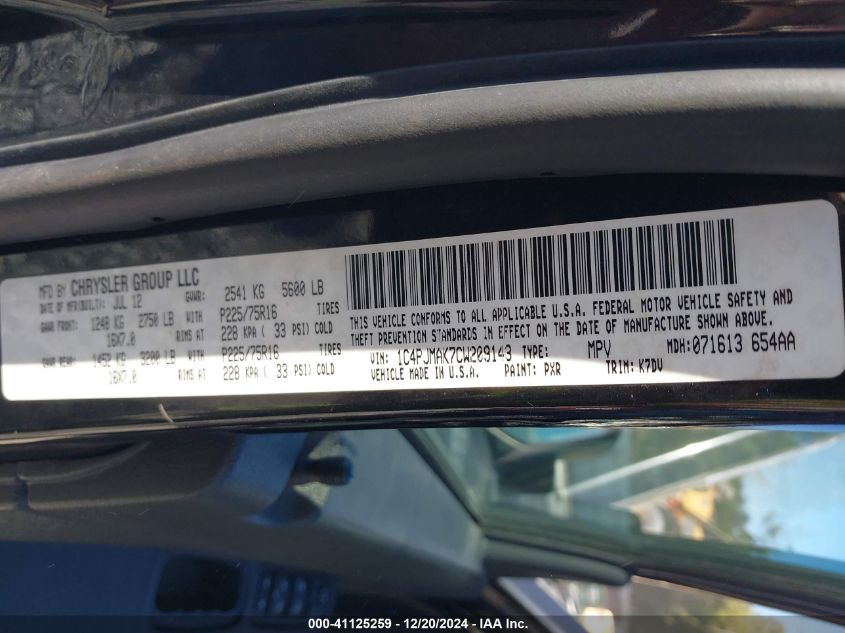 MFD BY CHRYSLER GROUP LLC
DATE OF MFR(BUILT): JUL 12 GVWR: 2541 KG 5600 LB
GAWR FRONT: 1248 KG 2750 LB WITH P225/75R16 TIRES
16X7.0 RIMS AT 228 KPA ( 33 PSI) COLD
GAWR REAR: 1452 KG 3200 LB WITH P225/75R16 TIRES
16X7.0 RIMS AT 228 KPA ( 33 PSI) COLD
THIS VEHICLE CONFORMS TO ALL APPLICABLE U.S.A. FEDERAL MOTOR VEHICLE SAFETY AND
THEFT PREVENTION STANDARDS IN EFFECT ON THE DATE OF MANUFACTURE SHOWN ABOVE.
VIN: 1C4PJMAK7CW209143 TYPE: MPV MDH:071613 654AA
VEHICLE MADE IN U.S.A. PAINT: PXR TRIM: K7DV
000-41125259 - 12/20/2024 - IAA Inc.